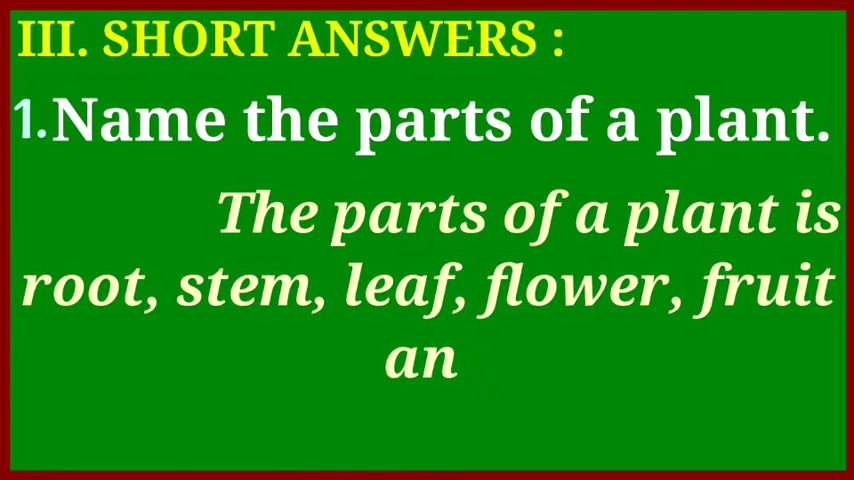 III. SHORT ANSWERS :
1.Name the parts of a plant.
The parts of a plant is
root, stem, leaf, flower, fruit
an